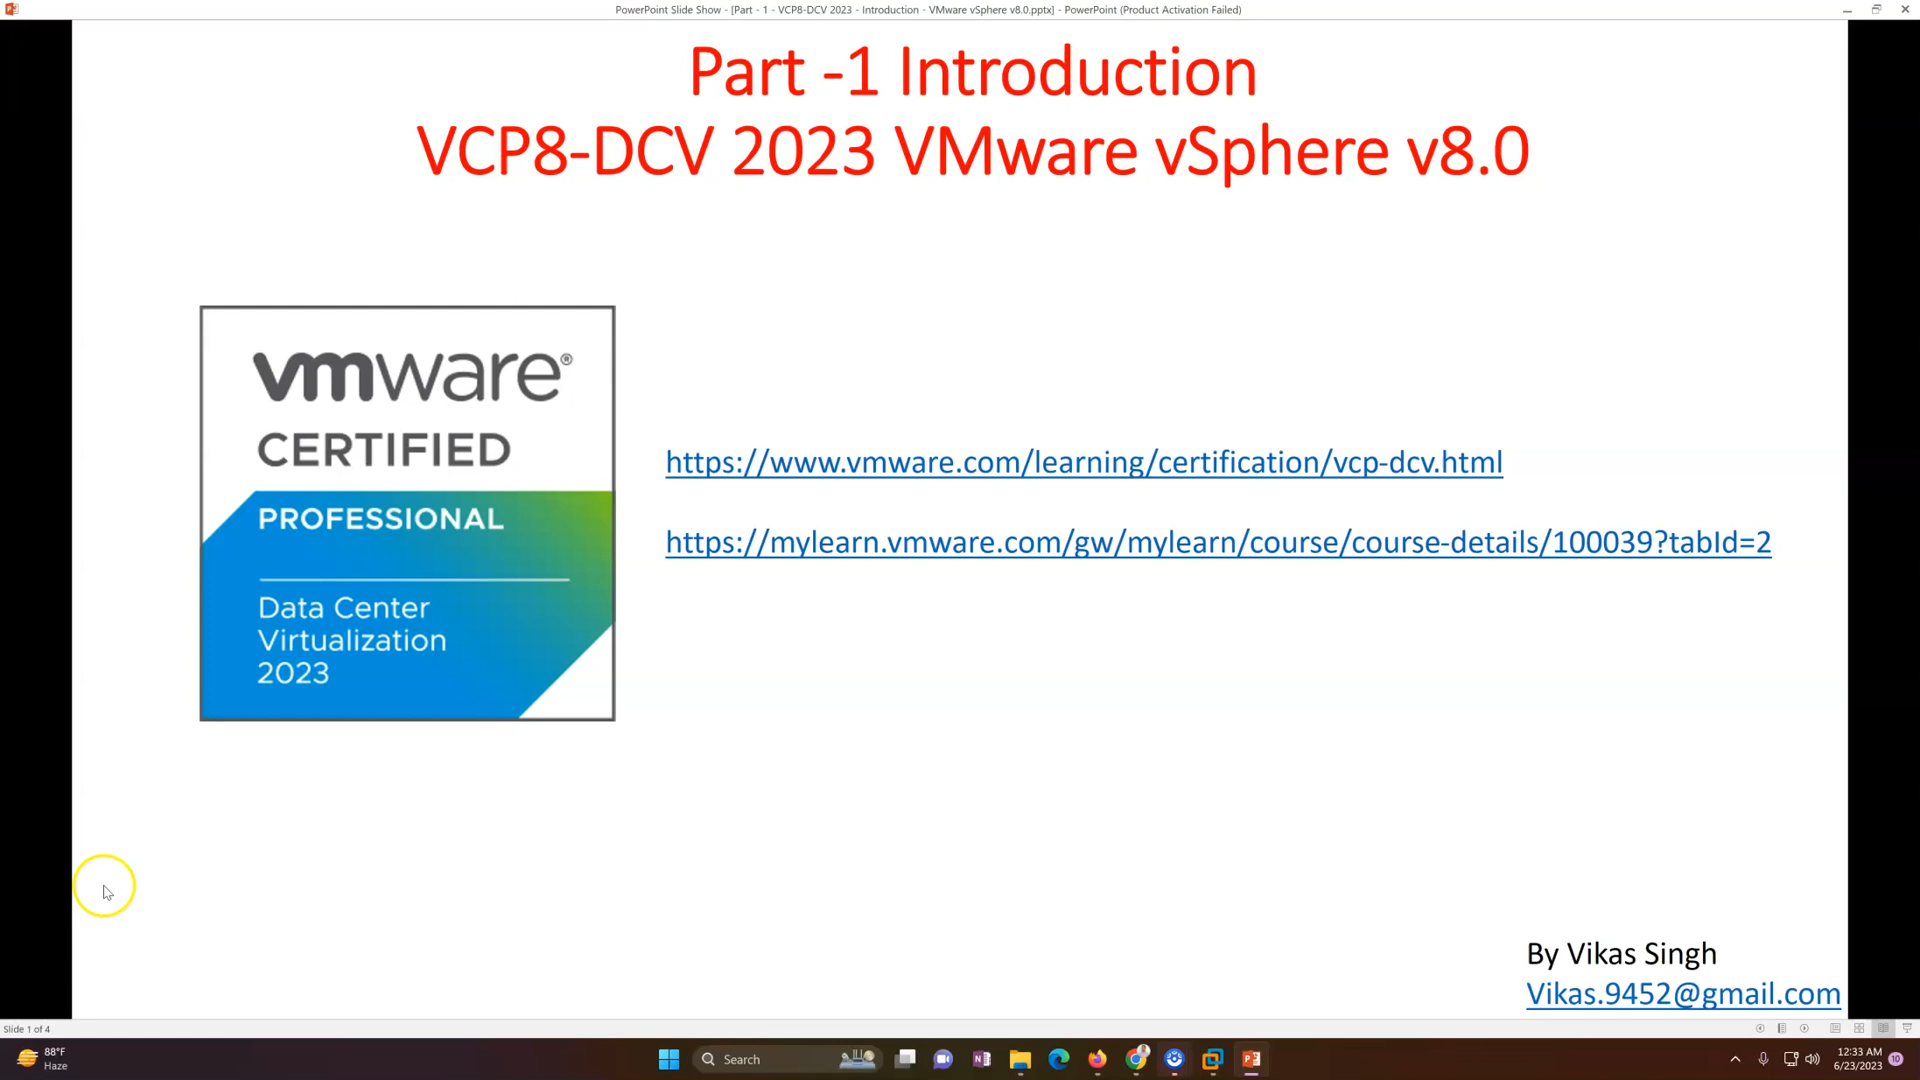 PowerPoint Slide Show - [Part - 1 - VCP8-DCV 2023 - Introduction - VMware vSphere v8.0.pptx] - PowerPoint (Product Activation Failed)
Part -1 Introduction
VCP8-DCV 2023 VMware vSphere v8.0
vmware®
CERTIFIED
PROFESSIONAL
Data Center
Virtualization
2023
https://www.vmware.com/learning/certification/vcp-dcv.html
https://mylearn.vmware.com/gw/mylearn/course/course-details/100039?tabId=2
By Vikas Singh
Vikas.9452@gmail.com
Slide 1 of 4
88°F
Haze
Search
12:33 AM
6/23/2023
10